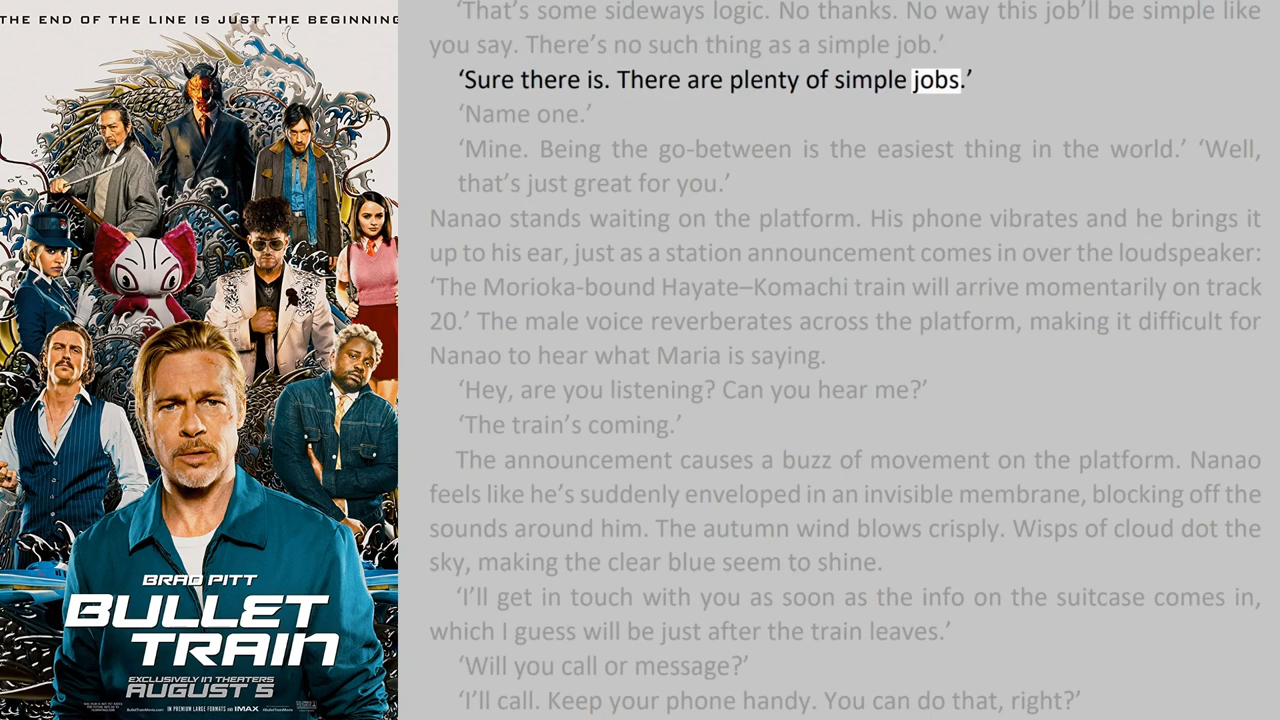 THE END OF THE LINE IS JUST THE BEGINNING
BRAD PITT
BULLET
TRAIN
EXCLUSIVELY IN THEATERS
AUGUST 5
BulletTrainMovie.com
IN PREMIUM LARGE FORMATS AND IMAX
#BulletTrainMovie
‘That’s some sideways logic. No thanks. No way this job’ll be simple like
you say. There’s no such thing as a simple job.’
‘Sure there is. There are plenty of simple jobs.’
‘Name one.’
‘Mine. Being the go-between is the easiest thing in the world.’ ‘Well,
that’s just great for you.’
Nanao stands waiting on the platform. His phone vibrates and he brings it
up to his ear, just as a station announcement comes in over the loudspeaker:
‘The Morioka-bound Hayate–Komachi train will arrive momentarily on track
20.’ The male voice reverberates across the platform, making it difficult for
Nanao to hear what Maria is saying.
‘Hey, are you listening? Can you hear me?’
‘The train’s coming.’
The announcement causes a buzz of movement on the platform. Nanao
feels like he’s suddenly enveloped in an invisible membrane, blocking off the
sounds around him. The autumn wind blows crisply. Wisps of cloud dot the
sky, making the clear blue seem to shine.
‘I’ll get in touch with you as soon as the info on the suitcase comes in,
which I guess will be just after the train leaves.’
‘Will you call or message?’
‘I’ll call. Keep your phone handy. You can do that, right?’